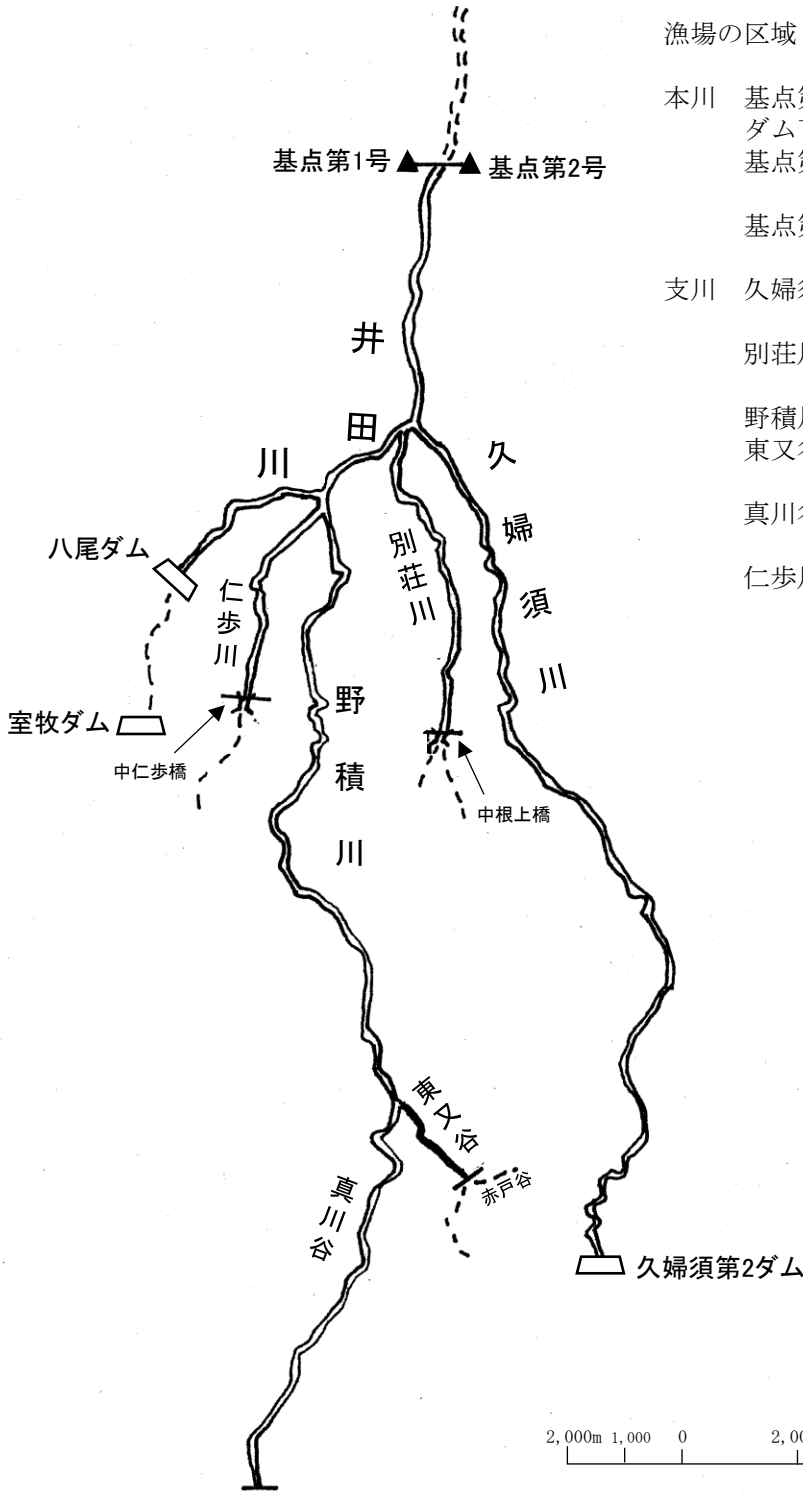 漁場の区域
本川 基点第
ダム
基点第
基点第
支川 久婦須
別荘川
野積川
東又谷
真川谷
仁歩川
基点第1号
基点第2号
井田川
久婦須川
別荘川
八尾ダム
仁歩川
野積川
室牧ダム
中仁歩橋
中根上橋
東又谷
赤戸谷
真川谷
久婦須第2ダム
2,000m 1,000 0 2,00